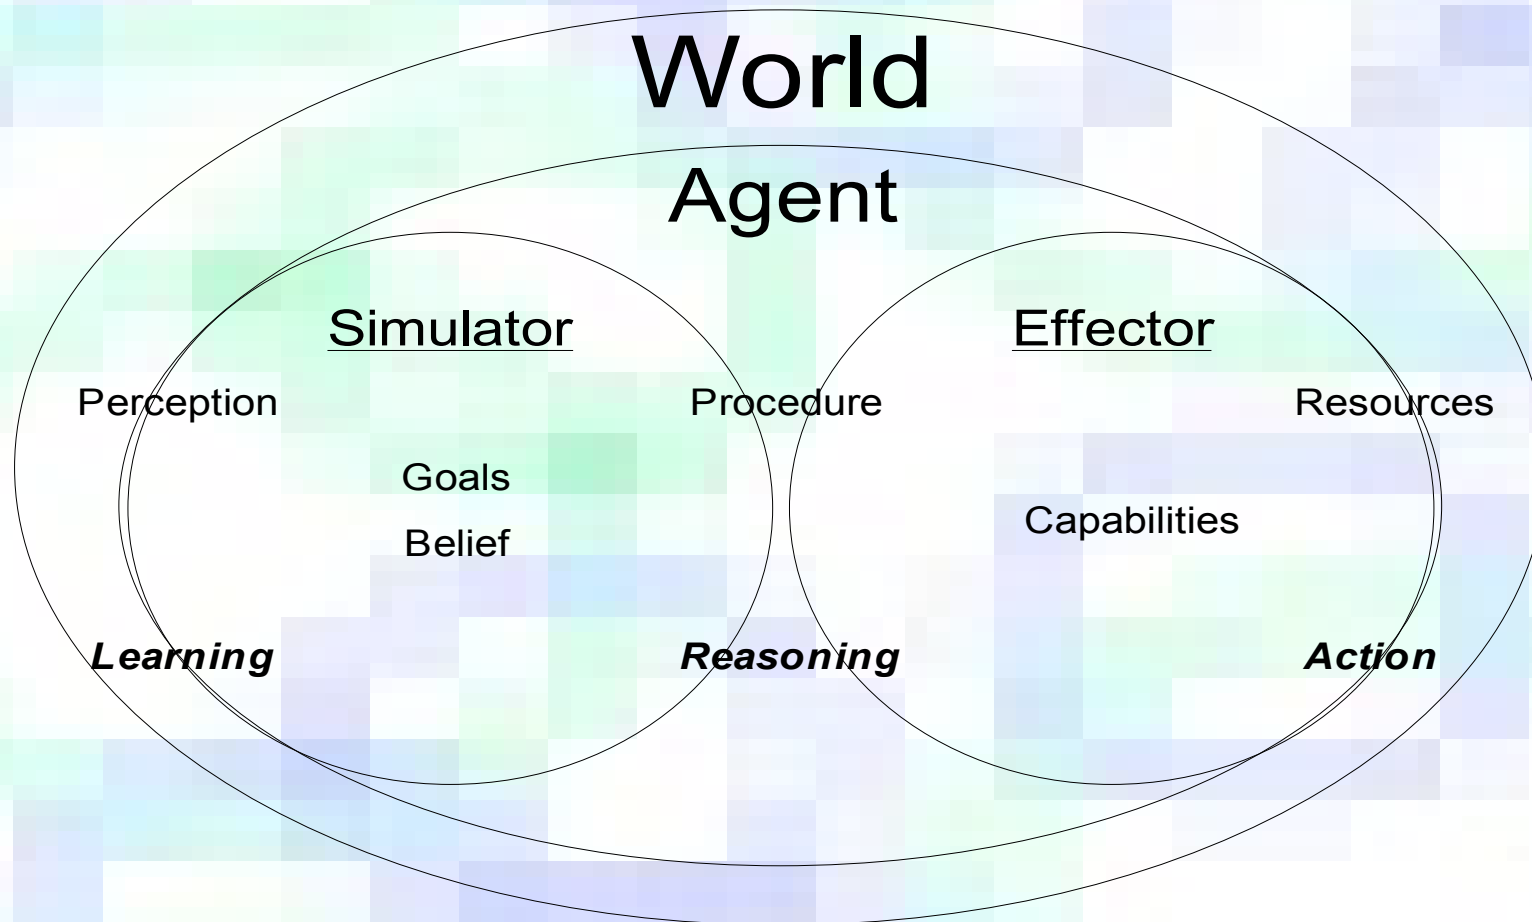 World
Agent
Simulator
Effector
Perception
Procedure
Resources
Goals
Belief
Capabilities
Learning
Reasoning
Action